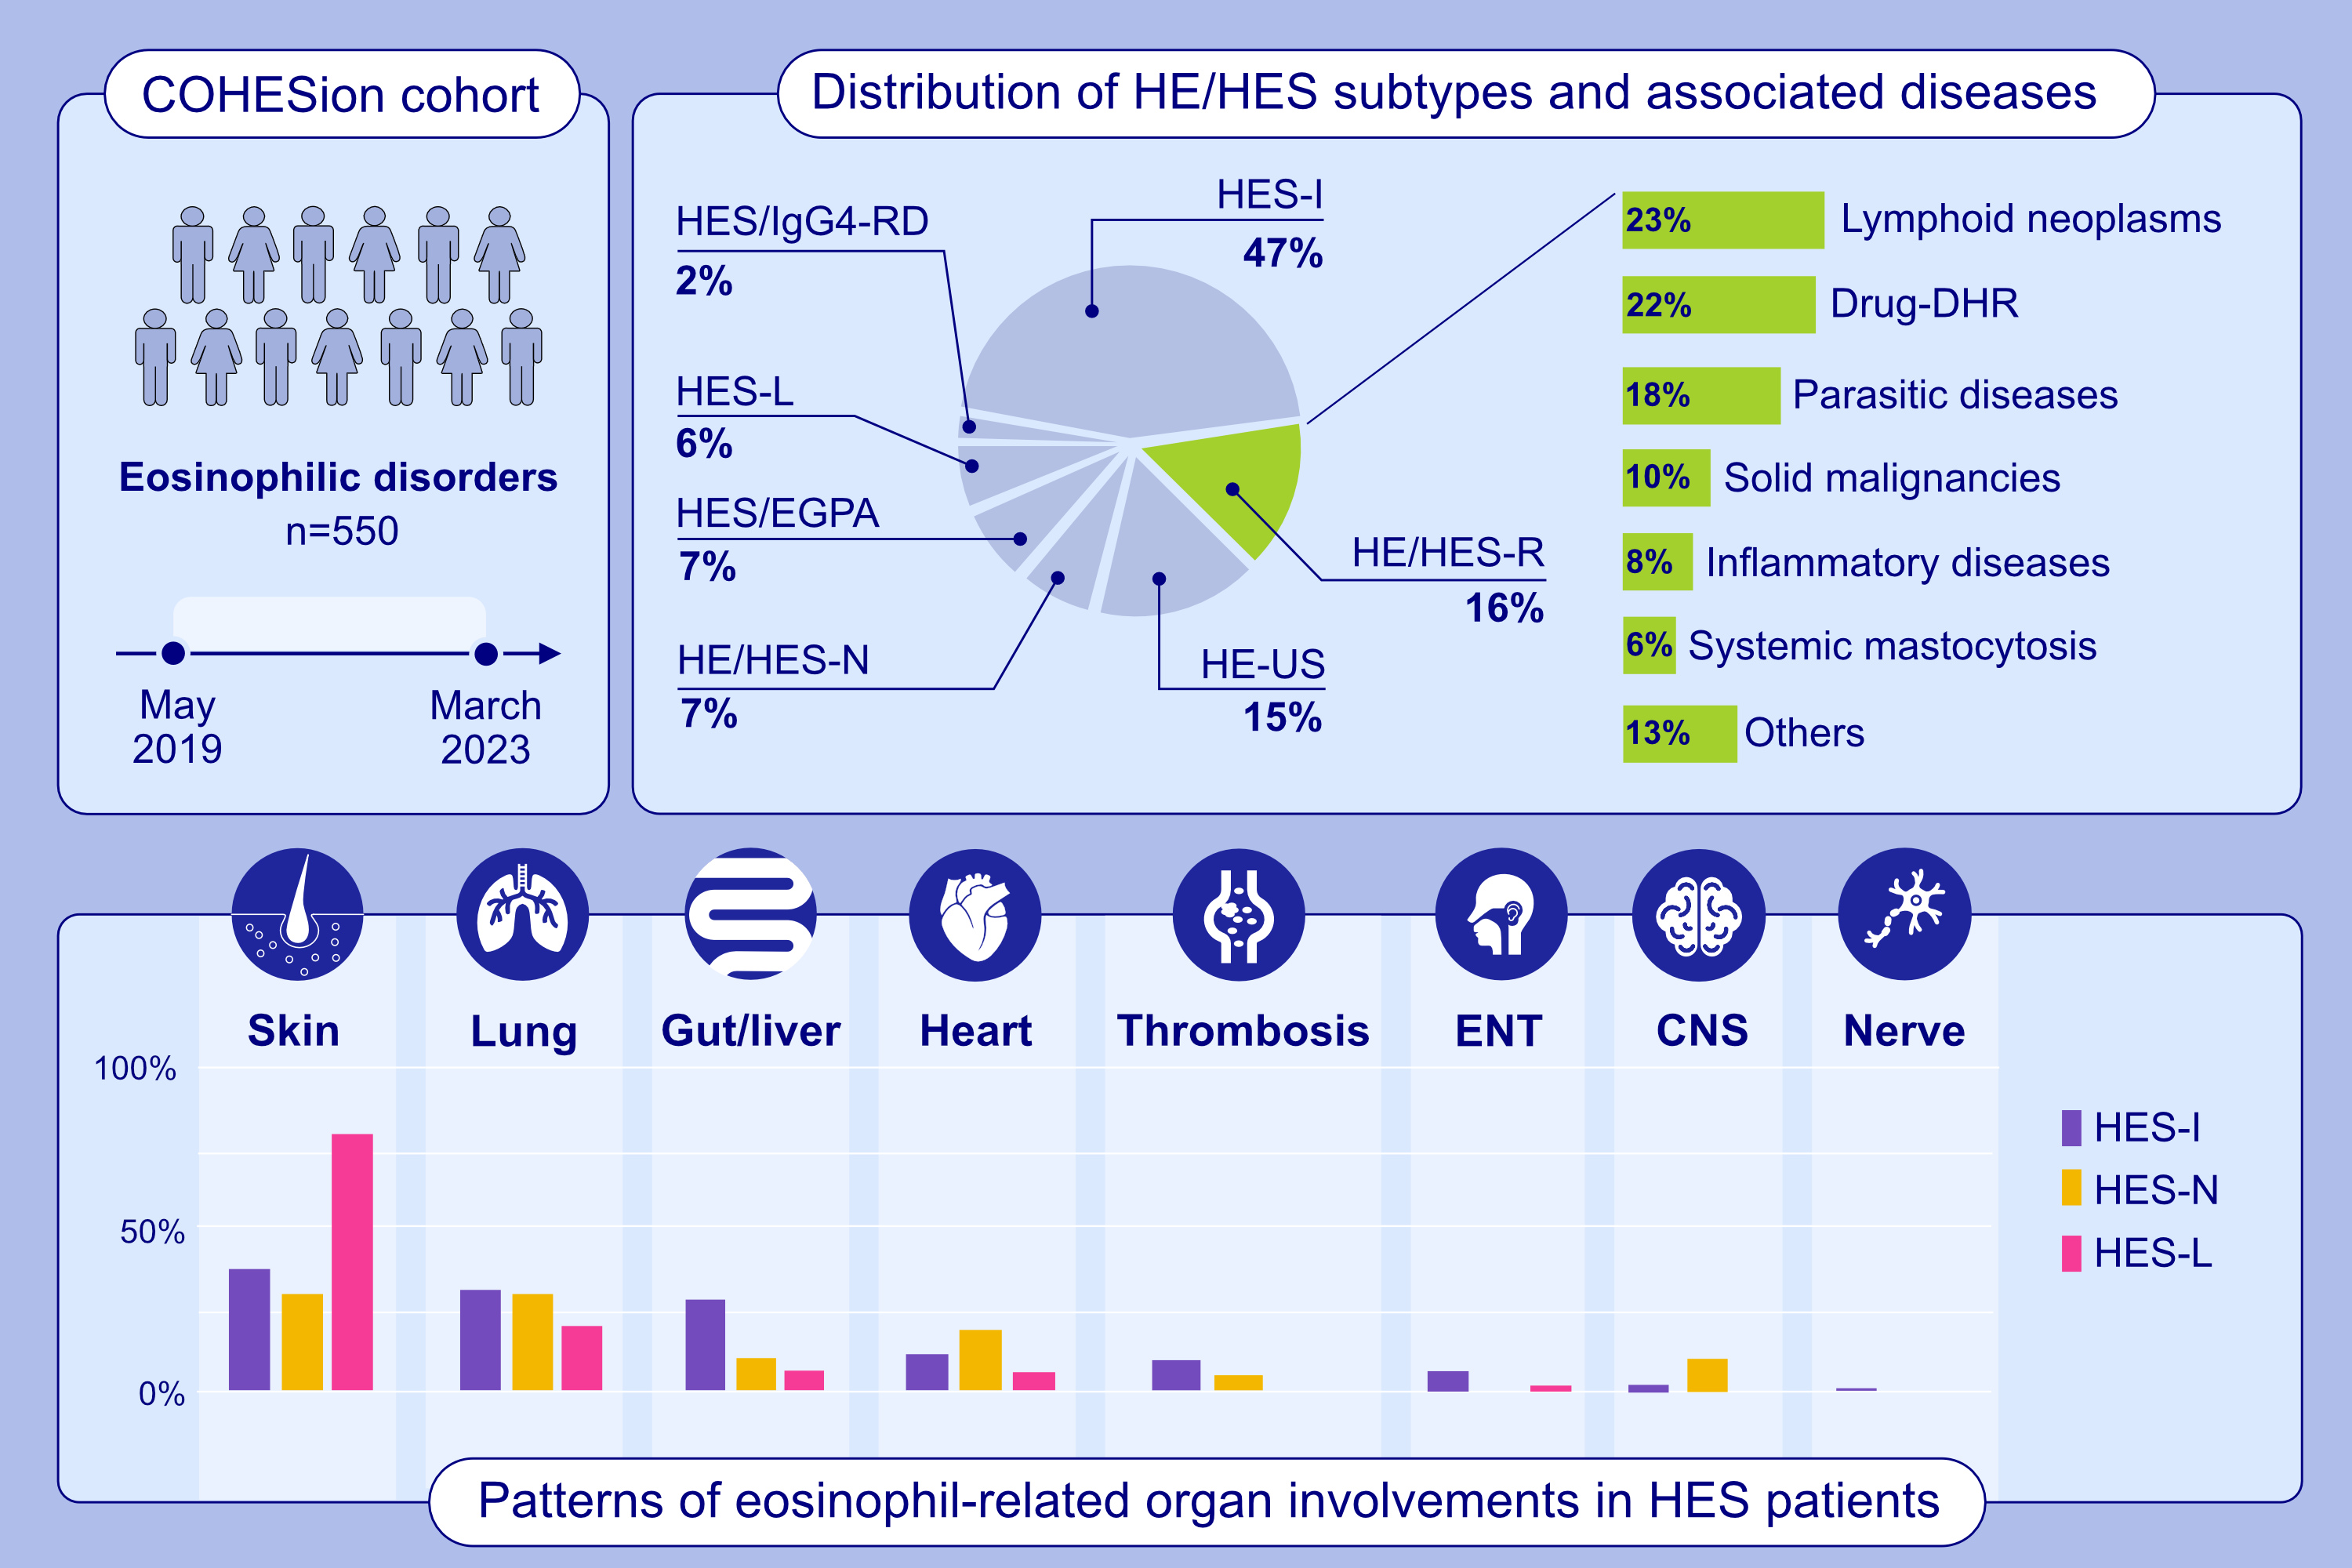 COHESion cohort
Eosinophilic disorders
n=550
May
2019
March
2023
Distribution of HE/HES subtypes and associated diseases
HES/IgG4-RD
2%
HES-L
6%
HES/EGPA
7%
HE/HES-N
7%
HES-I
47%
HE/HES-R
16%
HE-US
15%
23% Lymphoid neoplasms
22% Drug-DHR
18% Parasitic diseases
10% Solid malignancies
8% Inflammatory diseases
6% Systemic mastocytosis
13% Others
Skin Lung Gut/liver Heart Thrombosis ENT CNS Nerve
100%
50%
0%
HES-I
HES-N
HES-L
Patterns of eosinophil-related organ involvements in HES patients